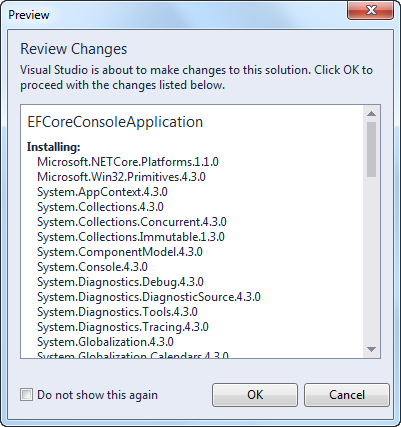 Preview
Review Changes
Visual Studio is about to make changes to this solution. Click OK to
proceed with the changes listed below.
EFCoreConsoleApplication
Installing:
Microsoft.NETCore.Platforms.1.1.0
Microsoft.Win32.Primitives.4.3.0
System.AppContext.4.3.0
System.Collections.4.3.0
System.Collections.Concurrent.4.3.0
System.Collections.Immutable.1.3.0
System.ComponentModel.4.3.0
System.Console.4.3.0
System.Diagnostics.Debug.4.3.0
System.Diagnostics.DiagnosticSource.4.3.0
System.Diagnostics.Tools.4.3.0
System.Diagnostics.Tracing.4.3.0
System.Globalization.4.3.0
System.Globalization.Calendars.4.3.0
Do not show this again
OK
Cancel